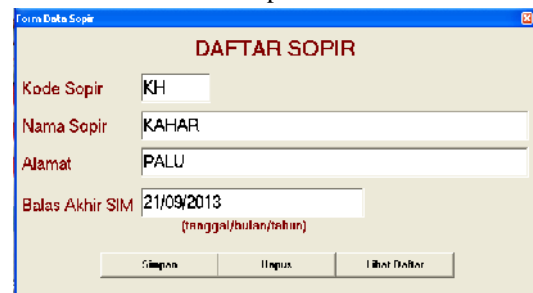 Form Data Sopir
DAFTAR SOPIR
Kode Sopir KH
Nama Sopir KAHAR
Alamat PALU
Batas Akhir SIM 21/09/2013
(tanggal/bulan/tahun)
Simpan Hapus Lihat Daftar